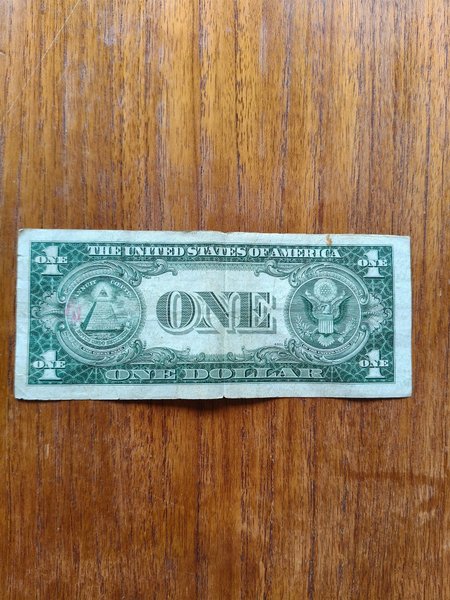 THE UNITED STATES OF AMERICA
1 ONE
1 ONE
ONE
1 ONE
1 ONE
ONE DOLLAR